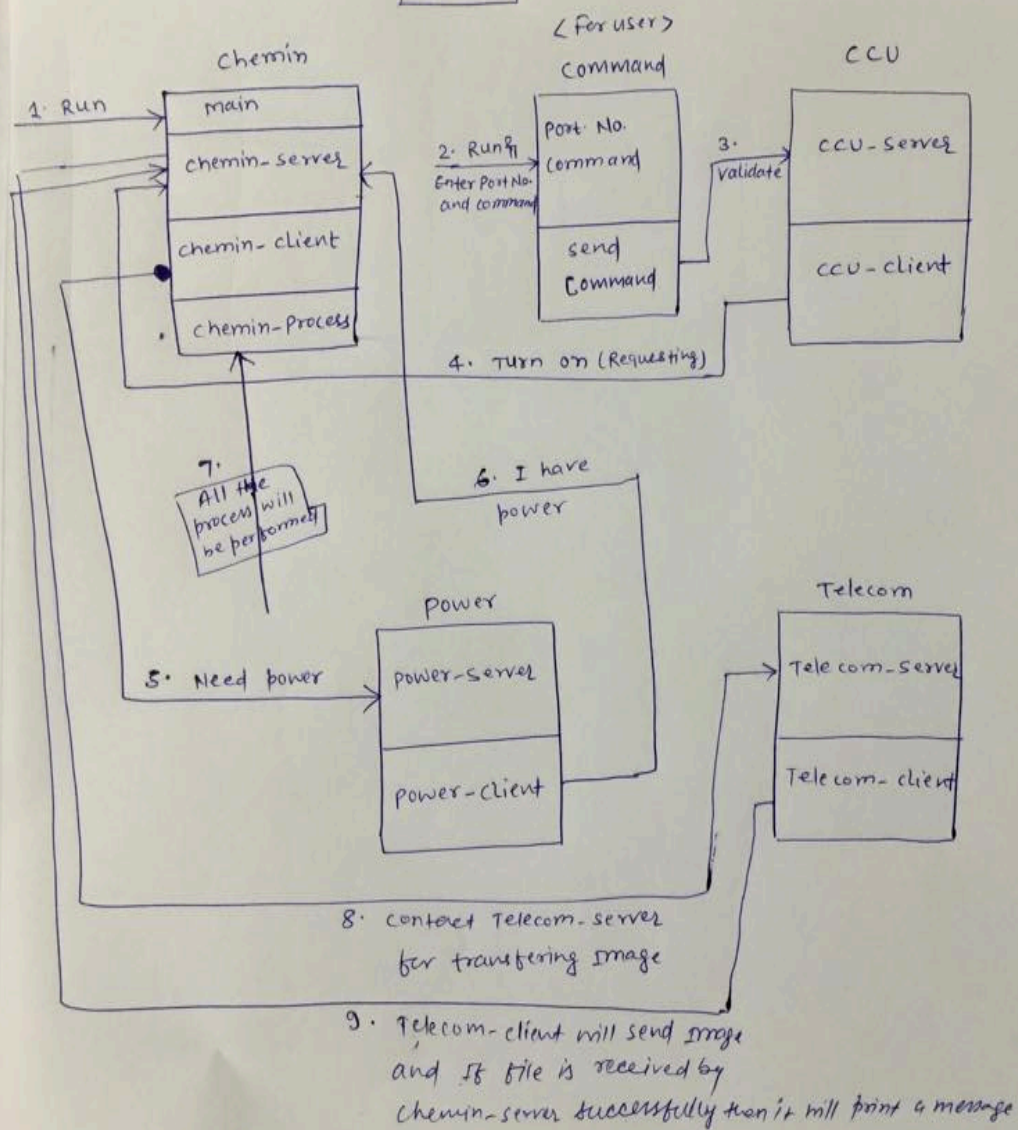 <For user>
Chemin
Command
CCU
1. Run
main
chemin-server
chemin-client
chemin-process
2. Run &
Enter Port No.
and command
Port. No.
command
send
Command
3.
validate
CCU-server
CCU-client
4. Turn on (Requesting)
7.
All the
process will
be performed
6. I have
power
5. Need power
power
power-server
power-client
Telecom
Telecom-server
Telecom-client
8. contact Telecom-server
for transfering Image
9. Telecom-client will send Image
and If file is received by
chemin-server successfully then it will print a message